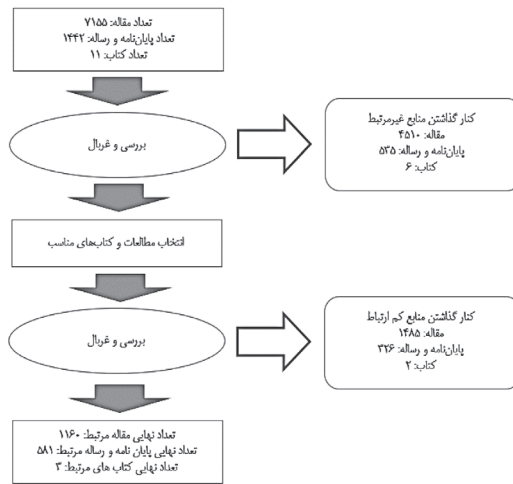 تعداد مقاله: ۷۱۵۵
تعداد پایان‌نامه و رساله: ۱۴۴۲
تعداد کتاب: ۱۱
بررسی و غربال
کنار گذاشتن منابع غیرمرتبط
مقاله: ۴۵۱۰
پایان‌نامه و رساله: ۵۳۵
کتاب: ۶
انتخاب مطالعات و کتاب‌های مناسب
بررسی و غربال
کنار گذاشتن منابع کم ارتباط
مقاله: ۱۴۸۵
پایان‌نامه و رساله: ۳۲۶
کتاب: ۲
تعداد نهایی مقاله مرتبط: ۱۱۶۰
تعداد نهایی پایان نامه و رساله مرتبط: ۵۸۱
تعداد نهایی کتاب های مرتبط: ۳